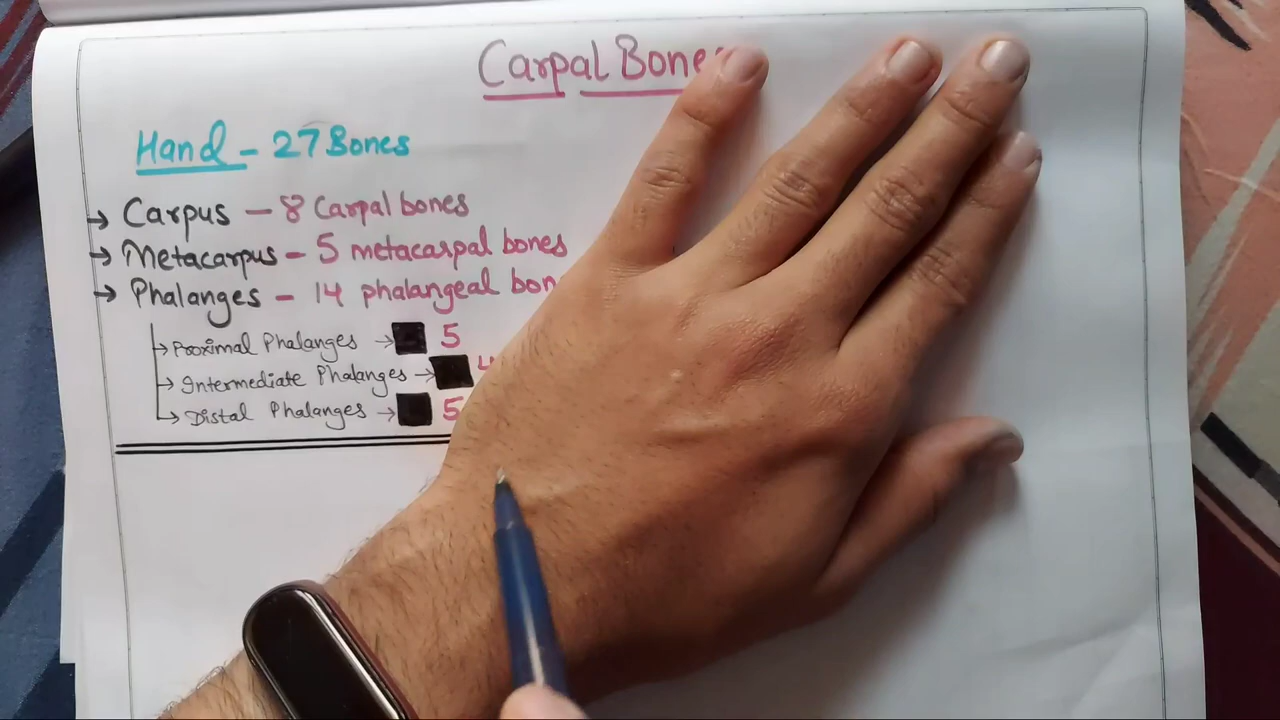 Carpal Bone
Hand - 27 Bones
→ Carpus - 8 Carpal bones
→ Metacarpus - 5 metacarpal bones
→ Phalanges - 14 phalangeal bon
→ Proximal Phalanges → 5
→ Intermediate Phalanges → 4
→ Distal Phalanges → 5